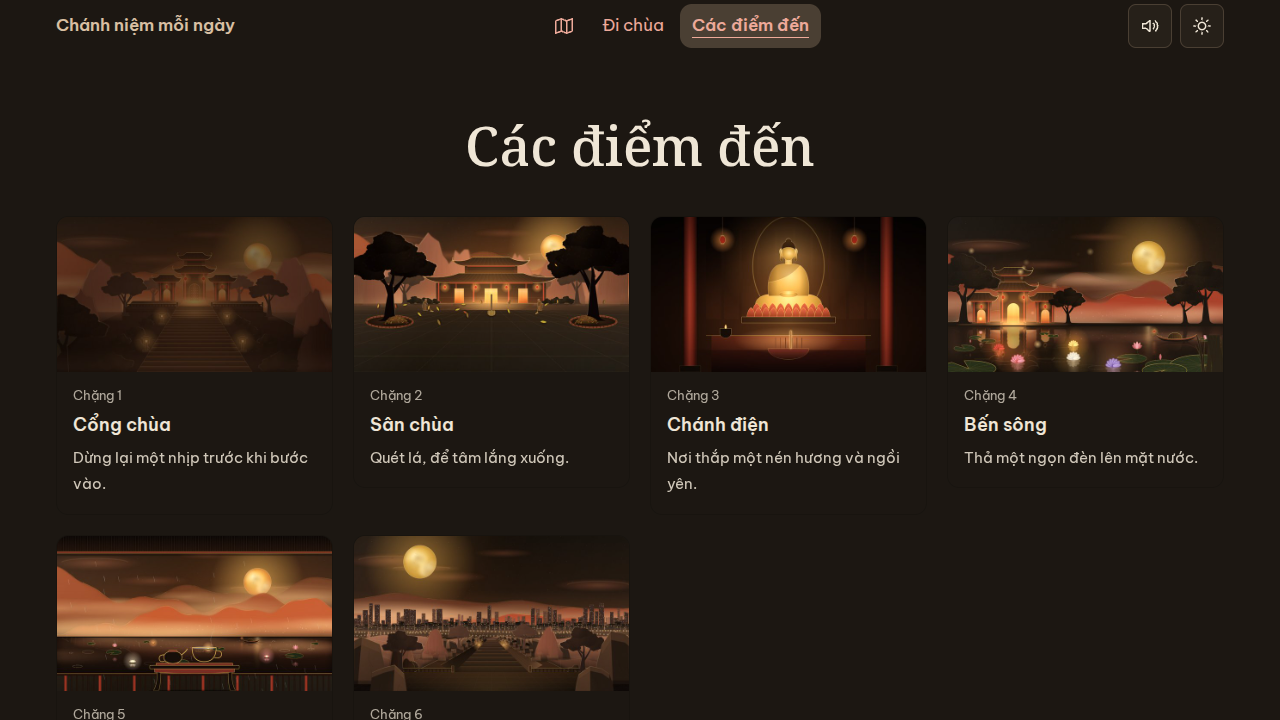 Chánh niệm mỗi ngày
Đi chùa
Các điểm đến
Các điểm đến
Chặng 1
Cổng chùa
Dừng lại một nhịp trước khi bước
vào.
Chặng 2
Sân chùa
Quét lá, để tâm lắng xuống.
Chặng 3
Chánh điện
Nơi thắp một nén hương và ngồi
yên.
Chặng 4
Bến sông
Thả một ngọn đèn lên mặt nước.
Chặng 5
Chặng 6